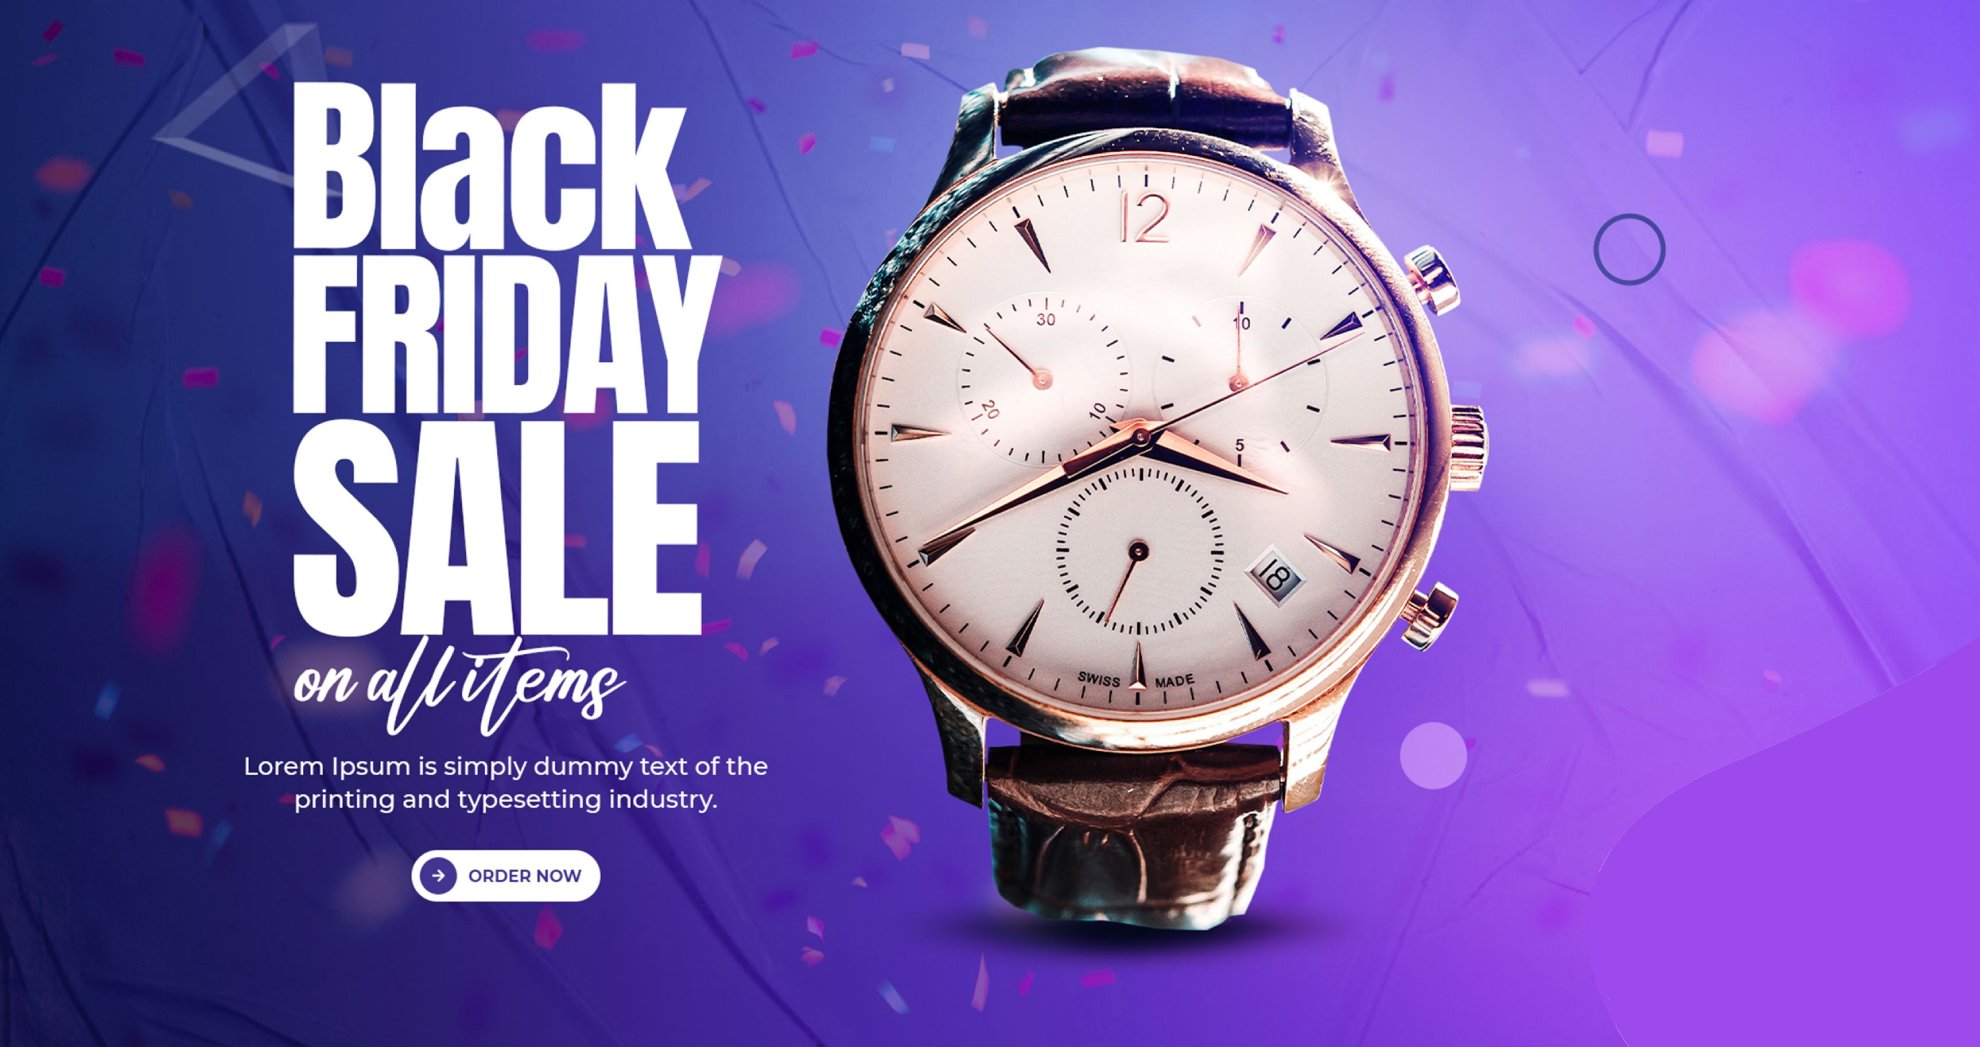 Black
FRIDAY
SALE
on all items
Lorem Ipsum is simply dummy text of the
printing and typesetting industry.
ORDER NOW
12
30
10
20
10
5
18
SWISS MADE